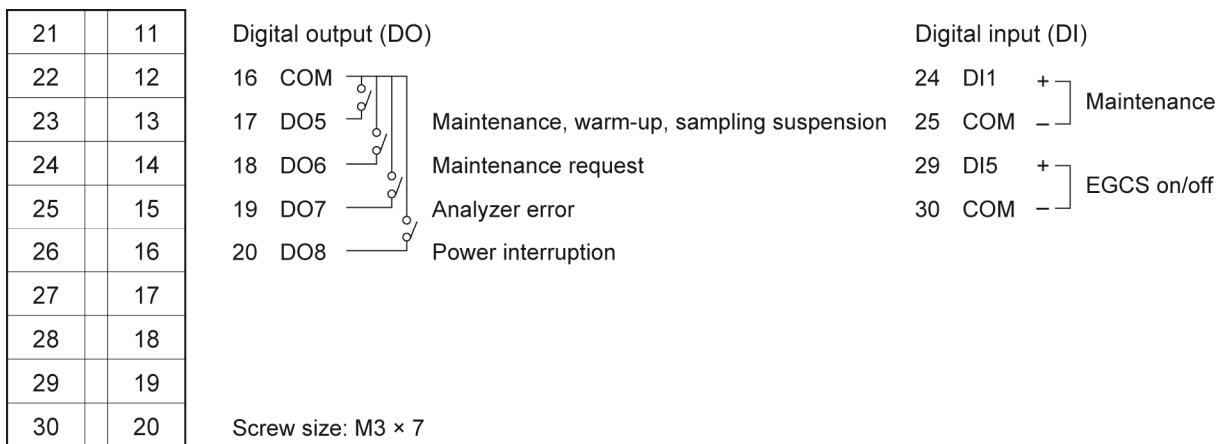 21 11 Digital output (DO) Digital input (DI)
22 12 16 COM 24 DI1 +
Maintenance
23 13 17 DO5 Maintenance, warm-up, sampling suspension 25 COM −
24 14 18 DO6 Maintenance request 29 DI5 +
EGCS on/off
25 15 19 DO7 Analyzer error 30 COM −
26 16 20 DO8 Power interruption
27 17
28 18
29 19
30 20 Screw size: M3 × 7